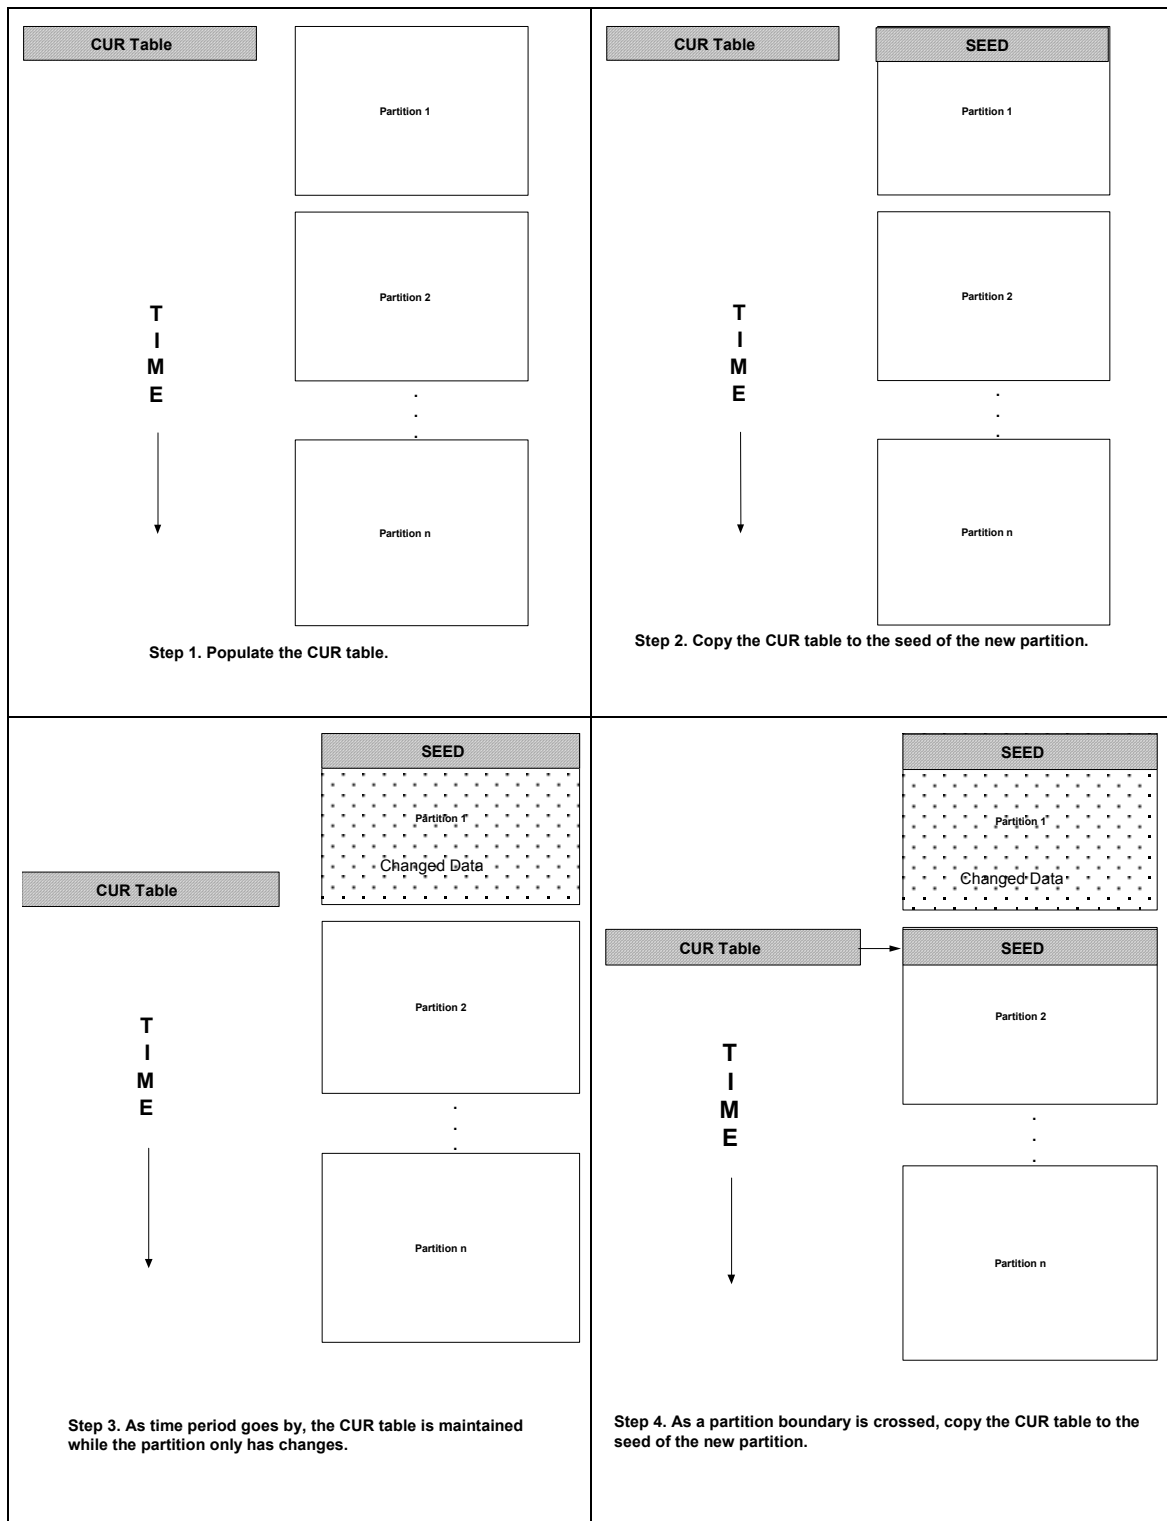 CUR Table
Partition 1
Partition 2
T
I
M
E
.
.
.
Partition n
Step 1. Populate the CUR table.
CUR Table
SEED
Partition 1
Partition 2
T
I
M
E
.
.
.
Partition n
Step 2. Copy the CUR table to the seed of the new partition.
SEED
Partition 1
Changed Data
CUR Table
Partition 2
T
I
M
E
.
.
.
Partition n
Step 3. As time period goes by, the CUR table is maintained
while the partition only has changes.
SEED
Partition 1
Changed Data
CUR Table
SEED
Partition 2
T
I
M
E
.
.
.
Partition n
Step 4. As a partition boundary is crossed, copy the CUR table to the
seed of the new partition.